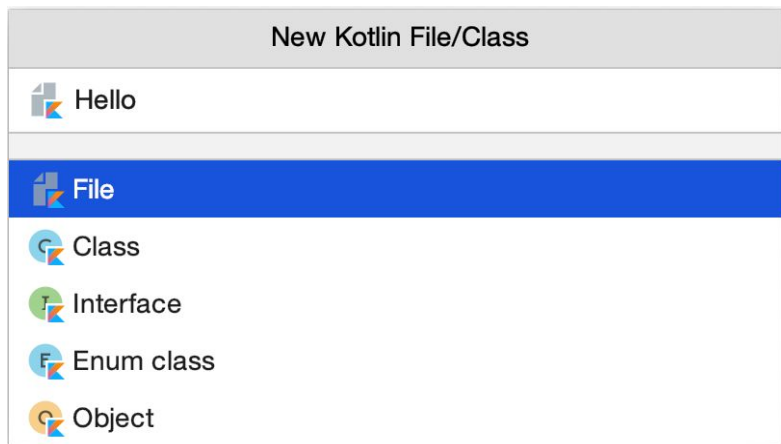 New Kotlin File/Class
Hello
File
C Class
I Interface
E Enum class
O Object